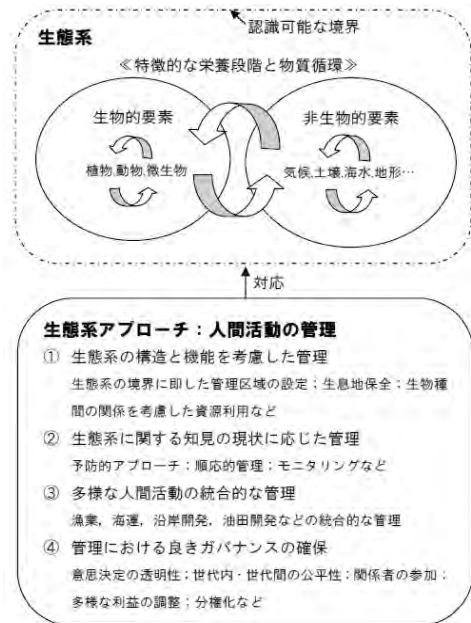 認識可能な境界
生態系
≪特徴的な栄養段階と物質循環≫
生物的要素
植物,動物,微生物
非生物的要素
気候,土壌,海水,地形…
対応
生態系アプローチ：人間活動の管理
① 生態系の構造と機能を考慮した管理
生態系の境界に即した管理区域の設定；生息地保全；生物種
間の関係を考慮した資源利用など
② 生態系に関する知見の現状に応じた管理
予防的アプローチ；順応的管理；モニタリングなど
③ 多様な人間活動の統合的な管理
漁業，海運，沿岸開発，油田開発などの統合的な管理
④ 管理における良きガバナンスの確保
意思決定の透明性；世代内・世代間の公平性；関係者の参加；
多様な利益の調整；分権化など